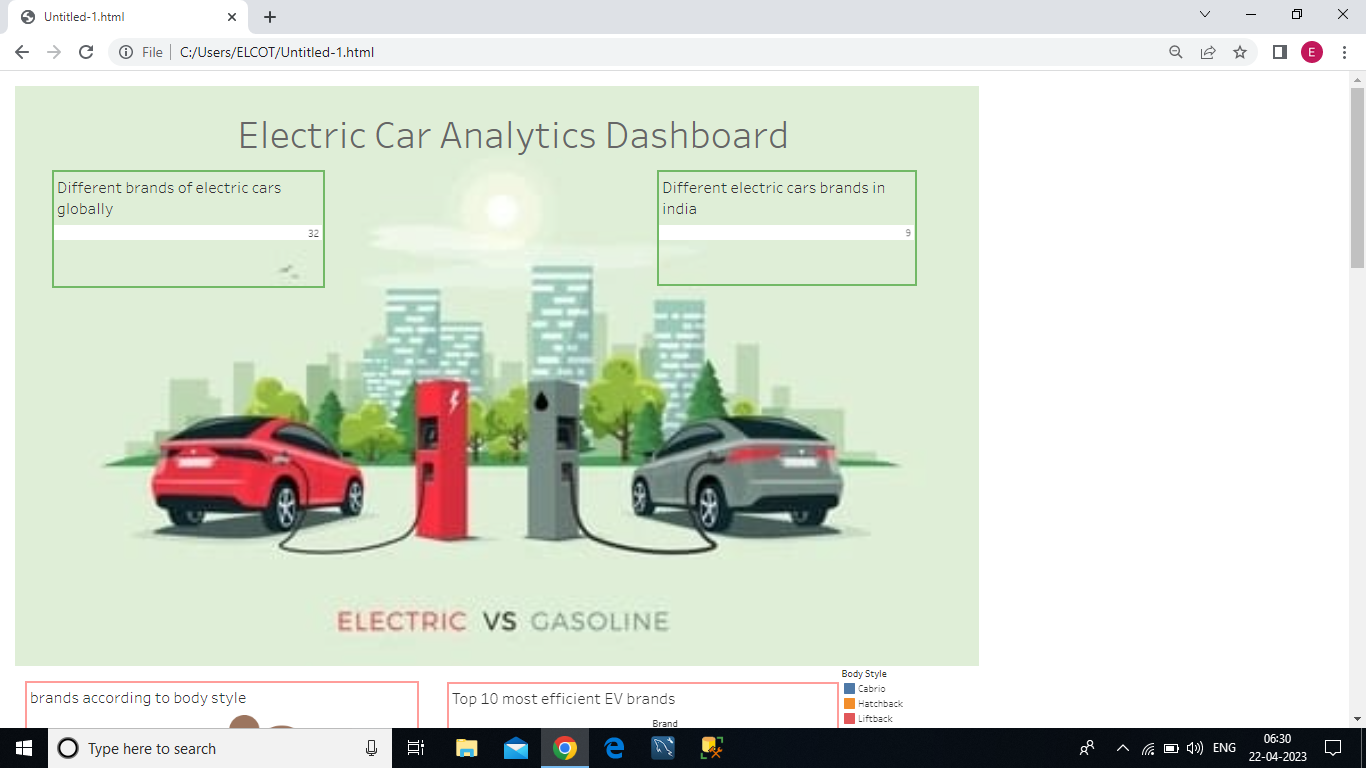 Untitled-1.html
File
C:/Users/ELCOT/Untitled-1.html
E
Electric Car Analytics Dashboard
Different brands of electric cars
globally
32
Different electric cars brands in
india
9
ELECTRIC VS GASOLINE
brands according to body style
Top 10 most efficient EV brands
Brand
Body Style
Cabrio
Hatchback
Liftback
Type here to search
ENG
06:30
22-04-2023